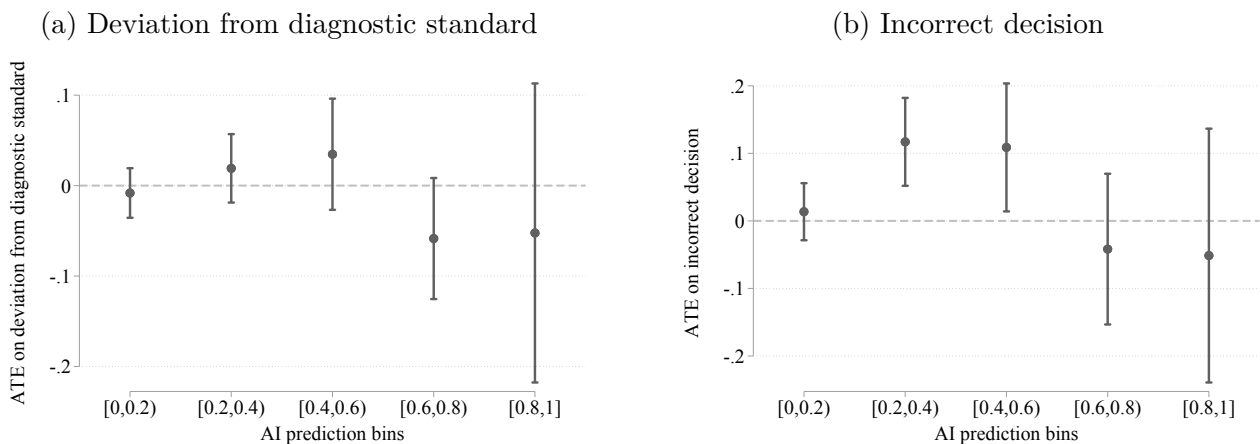 (a) Deviation from diagnostic standard
ATE on deviation from diagnostic standard
.1
0
-.1
-.2
[0,0.2) [0.2,0.4) [0.4,0.6) [0.6,0.8) [0.8,1]
AI prediction bins
(b) Incorrect decision
ATE on incorrect decision
.2
.1
0
-.1
-.2
[0,0.2) [0.2,0.4) [0.4,0.6) [0.6,0.8) [0.8,1]
AI prediction bins